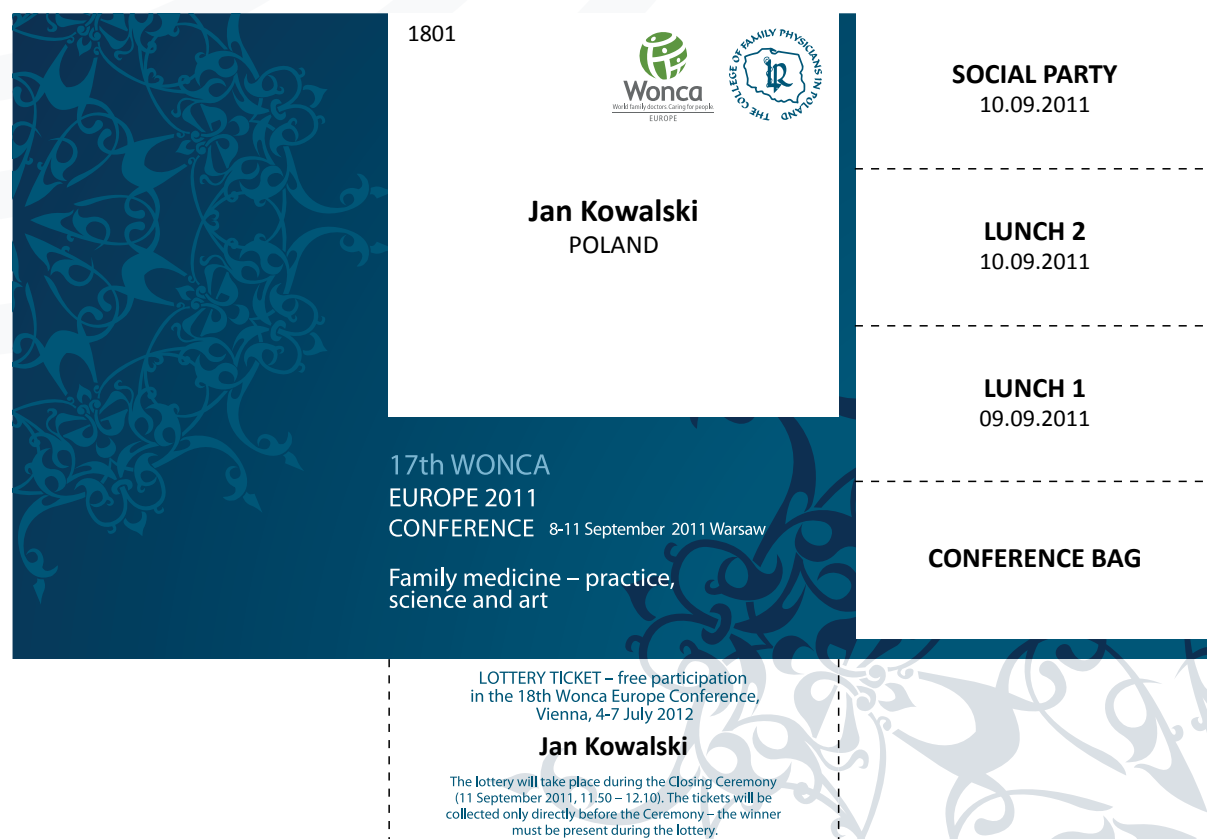 1801
Wonca
World family doctors. Caring for people
EUROPE
THE COLLEGE OF FAMILY PHYSICIANS IN POLAND
Jan Kowalski
POLAND
17th WONCA
EUROPE 2011
CONFERENCE 8-11 September 2011 Warsaw
Family medicine – practice,
science and art
SOCIAL PARTY
10.09.2011
LUNCH 2
10.09.2011
LUNCH 1
09.09.2011
CONFERENCE BAG
LOTTERY TICKET – free participation
in the 18th Wonca Europe Conference,
Vienna, 4-7 July 2012
Jan Kowalski
The lottery will take place during the Closing Ceremony
(11 September 2011, 11.50 – 12.10). The tickets will be
collected only directly before the Ceremony – the winner
must be present during the lottery.